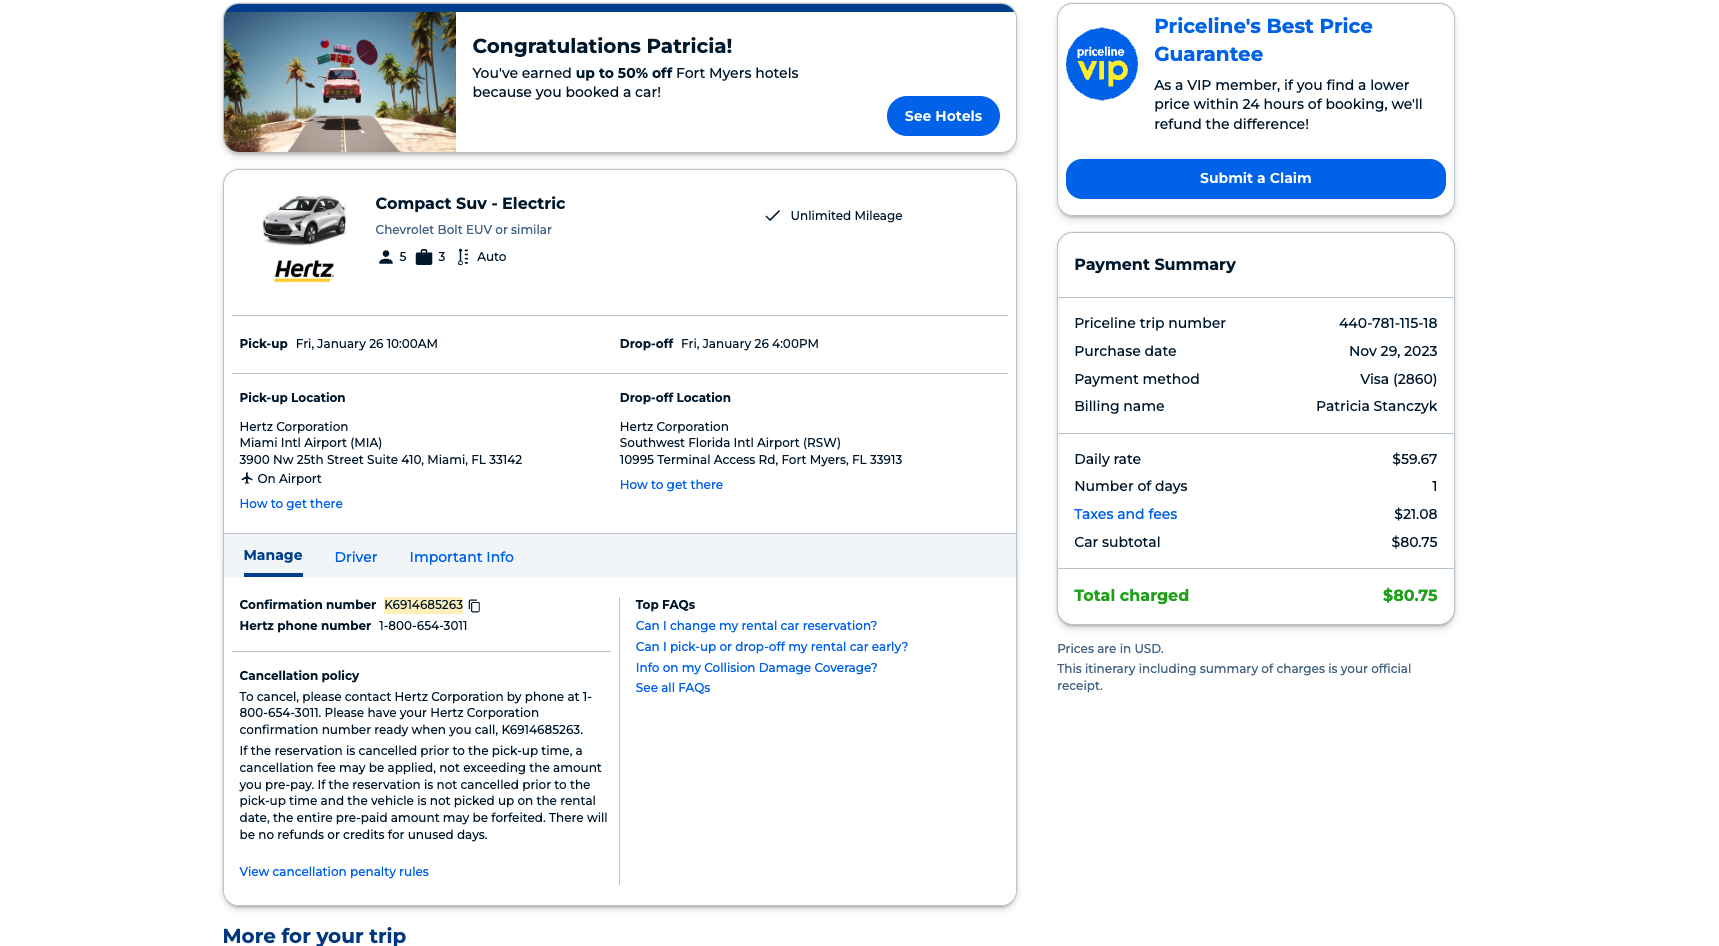 Congratulations Patricia!
You've earned up to 50% off Fort Myers hotels
because you booked a car!
See Hotels
Compact Suv - Electric
Chevrolet Bolt EUV or similar
5 3 Auto
Hertz
Unlimited Mileage
Pick-up Fri, January 26 10:00AM
Drop-off Fri, January 26 4:00PM
Pick-up Location
Hertz Corporation
Miami Intl Airport (MIA)
3900 Nw 25th Street Suite 410, Miami, FL 33142
On Airport
How to get there
Drop-off Location
Hertz Corporation
Southwest Florida Intl Airport (RSW)
10995 Terminal Access Rd, Fort Myers, FL 33913
How to get there
Manage Driver Important Info
Confirmation number K6914685263
Hertz phone number 1-800-654-3011
Cancellation policy
To cancel, please contact Hertz Corporation by phone at 1-
800-654-3011. Please have your Hertz Corporation
confirmation number ready when you call, K6914685263.
If the reservation is cancelled prior to the pick-up time, a
cancellation fee may be applied, not exceeding the amount
you pre-pay. If the reservation is not cancelled prior to the
pick-up time and the vehicle is not picked up on the rental
date, the entire pre-paid amount may be forfeited. There will
be no refunds or credits for unused days.
View cancellation penalty rules
Top FAQs
Can I change my rental car reservation?
Can I pick-up or drop-off my rental car early?
Info on my Collision Damage Coverage?
See all FAQs
More for your trip
priceline
vip
Priceline's Best Price
Guarantee
As a VIP member, if you find a lower
price within 24 hours of booking, we'll
refund the difference!
Submit a Claim
Payment Summary
Priceline trip number 440-781-115-18
Purchase date Nov 29, 2023
Payment method Visa (2860)
Billing name Patricia Stanczyk
Daily rate $59.67
Number of days 1
Taxes and fees $21.08
Car subtotal $80.75
Total charged $80.75
Prices are in USD.
This itinerary including summary of charges is your official
receipt.